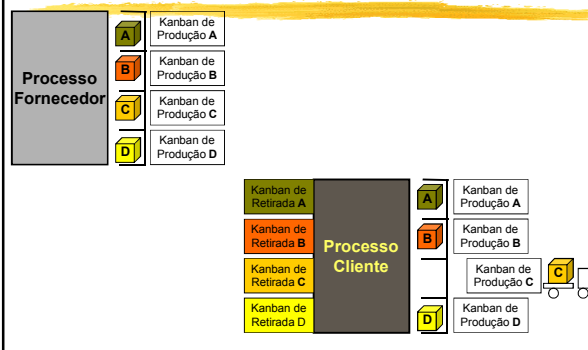 A
Kanban de
Produção A
B
Kanban de
Produção B
Processo
Fornecedor
C
Kanban de
Produção C
D
Kanban de
Produção D
Kanban de
Retirada A
A
Kanban de
Produção A
Kanban de
Retirada B
B
Kanban de
Produção B
Processo
Cliente
Kanban de
Retirada C
Kanban de
Produção C
C
Kanban de
Retirada D
D
Kanban de
Produção D